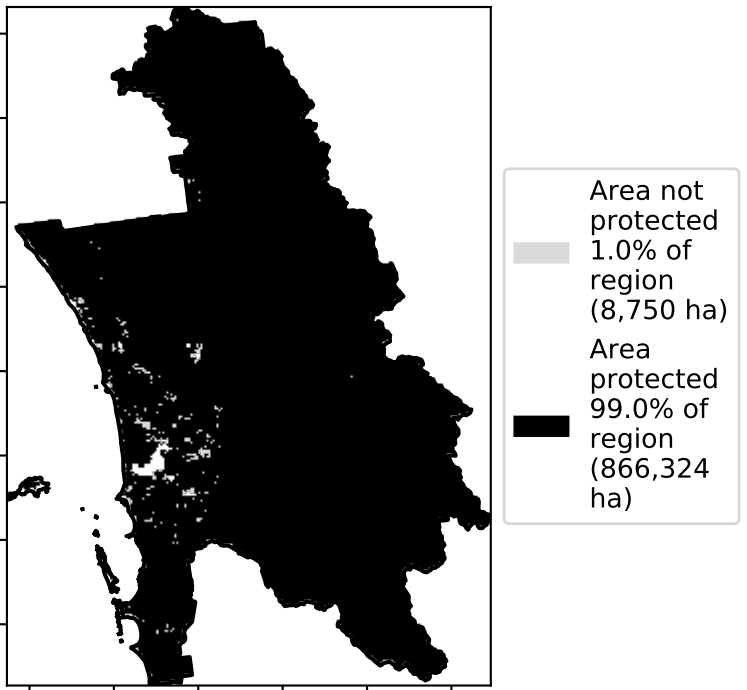 Area not
protected
1.0% of
region
(8,750 ha)
Area
protected
99.0% of
region
(866,324
ha)